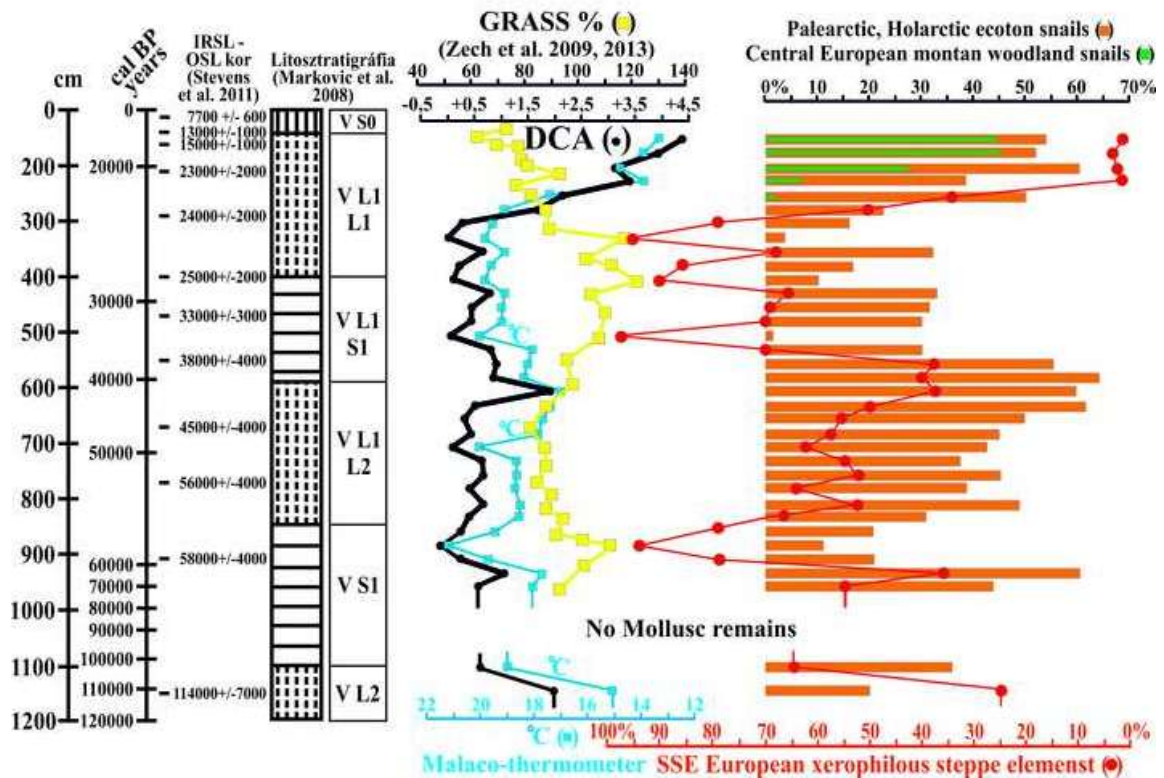 GRASS % ( )
(Zech et al. 2009, 2013)
40 60 80 100 120 140
-0,5 +0,5 +1,5 +2,5 +3,5 +4,5
DCA ( )
Palearctic, Holarctic ecoton snails ( )
Central European montan woodland snails ( )
0% 10 20 30 40 50 60 70%
cm
cal BP years
IRSL -
OSL kor
(Stevens
et al. 2011)
Litosztratigráfia
(Markovic et al.
2008)
0
100
200
300
400
500
600
700
800
900
1000
1100
1200
0
20000
30000
40000
50000
60000
70000
80000
90000
100000
110000
120000
7700 +/- 600
13000+/-1000
15000+/-1000
23000+/-2000
24000+/-2000
25000+/-2000
33000+/-3000
38000+/-4000
45000+/-4000
56000+/-4000
58000+/-4000
114000+/-7000
V S0
V L1
L1
V L1
S1
V L1
L2
V S1
V L2
°C
°C
No Mollusc remains
°C
22 20 18 16 14 12
°C ( )
Malaco-thermometer
100% 90 80 70 60 50 40 30 20 10 0%
SSE European xerophilous steppe elemenst ( )